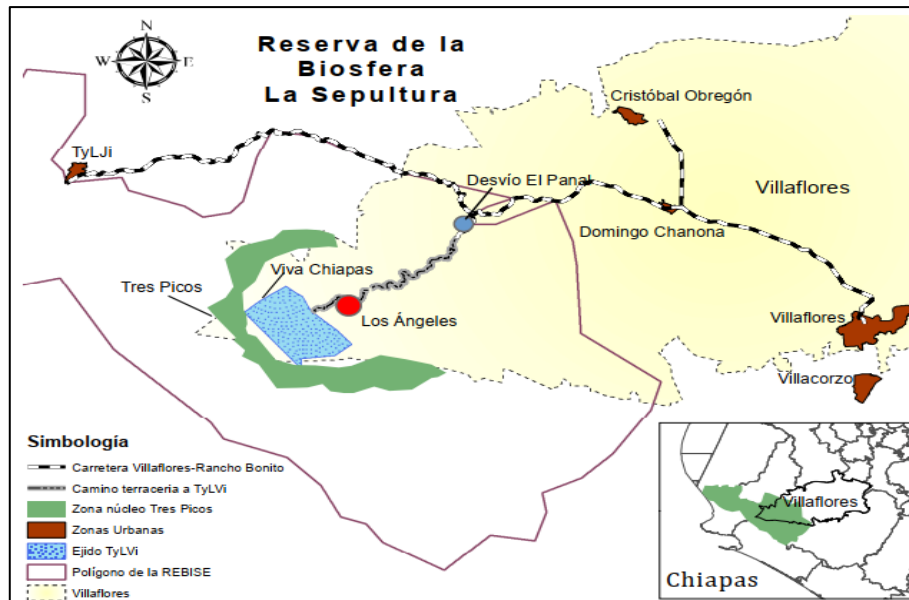 N
W E
S
Reserva de la
Biosfera
La Sepultura
Cristóbal Obregón
TyLJi
Desvío El Panal
Villaflores
Domingo Chanona
Viva Chiapas
Tres Picos
Los Ángeles
Villaflores
Villacorzo
Simbología
Carretera Villaflores-Rancho Bonito
Camino terraceria a TyLVi
Zona núcleo Tres Picos
Zonas Urbanas
Ejido TyLVi
Polígono de la REBISE
Villaflores
Villaflores
Chiapas